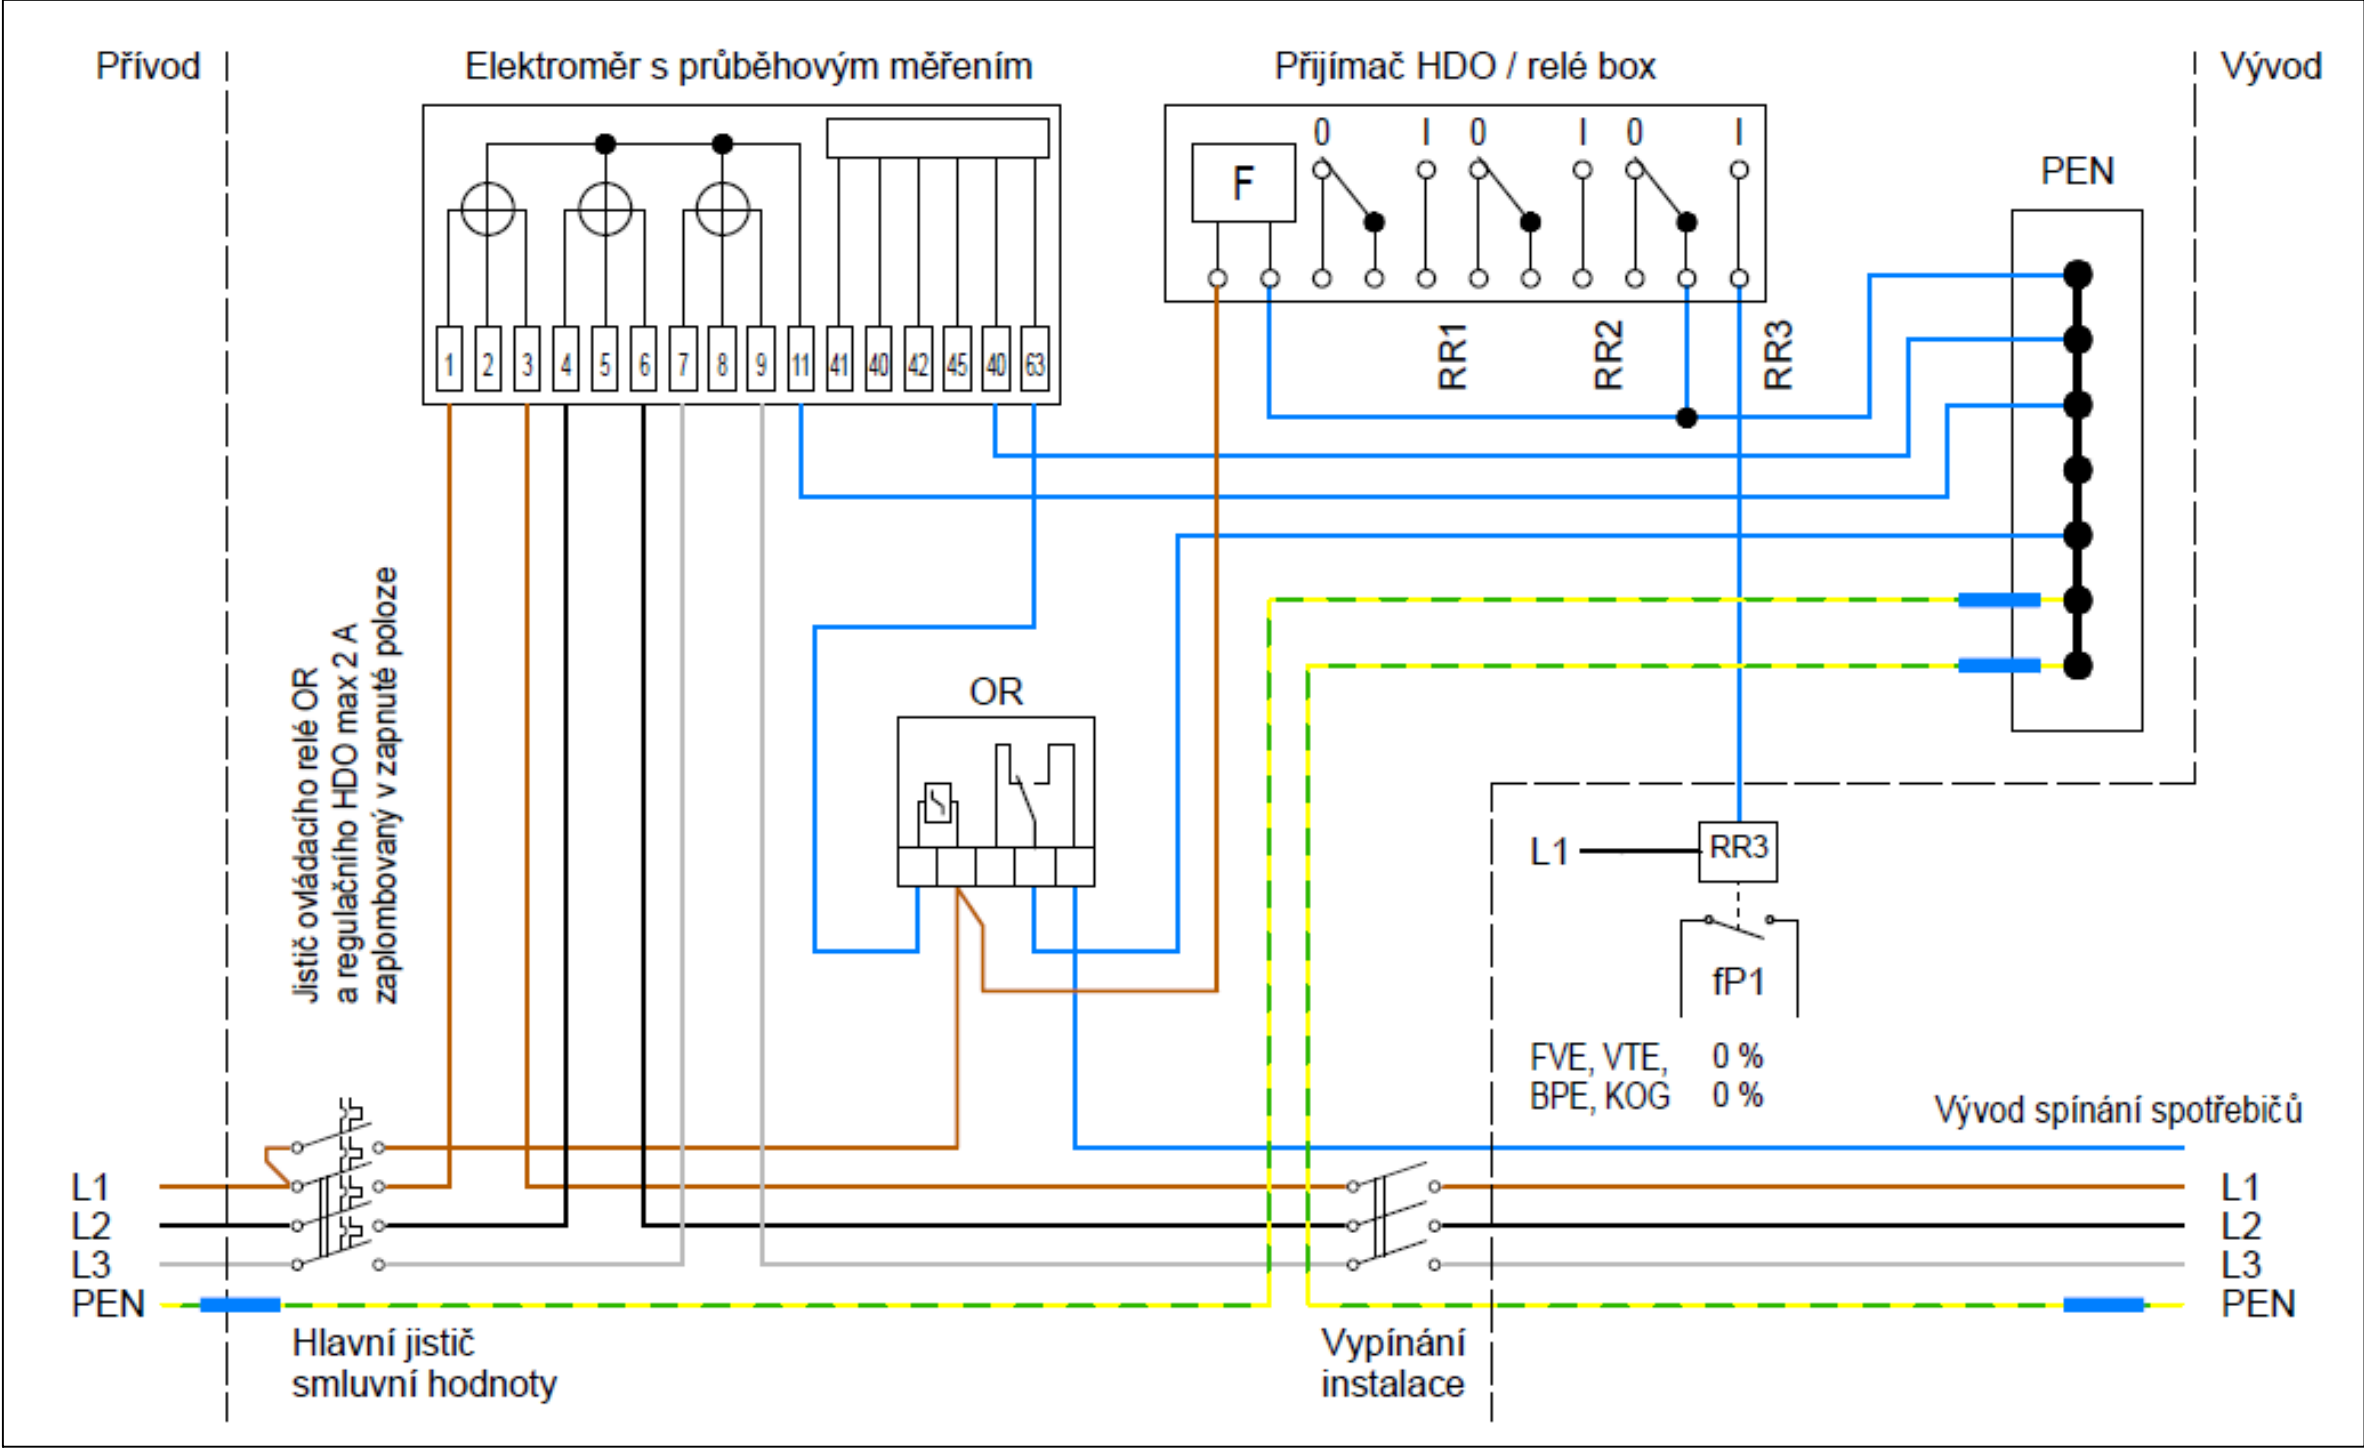 Přívod
Elektroměr s průběhovým měřením
Přijímač HDO / relé box
Vývod
0 I 0 I 0 I
F
PEN
1 2 3 4 5 6 7 8 9 11 41 40 42 45 40 63
RR1
RR2
RR3
Jistič ovládacího relé OR
a regulačního HDO max 2 A
zaplombovaný v zapnuté poloze
OR
L1
RR3
fP1
FVE, VTE, 0 %
BPE, KOG 0 %
Vývod spínání spotřebičů
L1
L2
L3
PEN
L1
L2
L3
PEN
Hlavní jistič
smluvní hodnoty
Vypínání
instalace